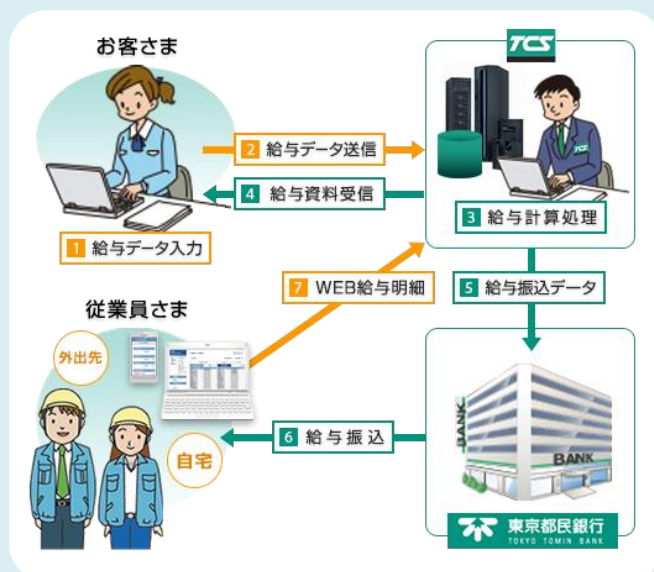 お客さま
TCS
TCS
2 給与データ送信
4 給与資料受信
3 給与計算処理
1 給与データ入力
7 WEB給与明細
5 給与振込データ
従業員さま
外出先
自宅
6 給与振込
BANK
BANK
東京都民銀行
TOKYO TOMIN BANK